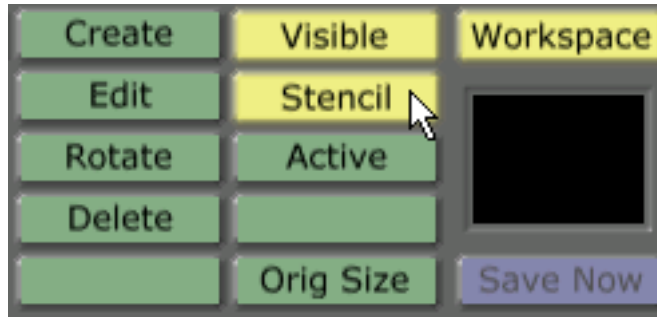 Create
Visible
Workspace
Edit
Stencil
Rotate
Active
Delete
Orig Size
Save Now